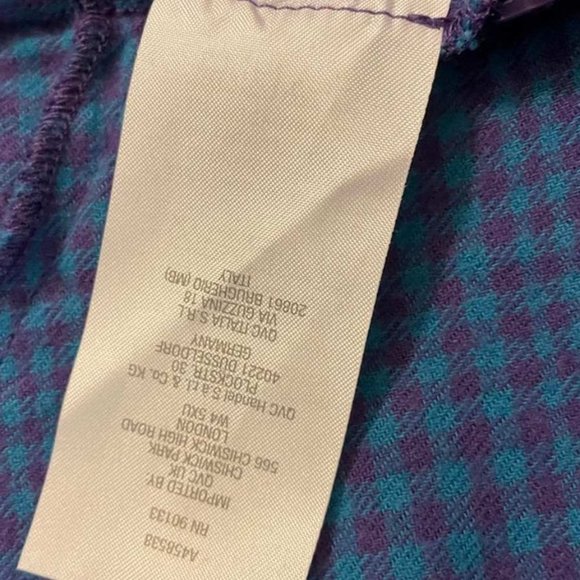 A458538
RN 90133
IMPORTED BY
QVC UK
CHISWICK PARK
566 CHISWICK HIGH ROAD
LONDON
W4 5XU
QVC Handel S.à r.l. & Co. KG
PLOCKSTR 30
40221 DUSSELDORF
GERMANY
QVC ITALIA S.R.L
VIA GUZZINA 18
20861 BRUGHERIO (MB)
ITALY